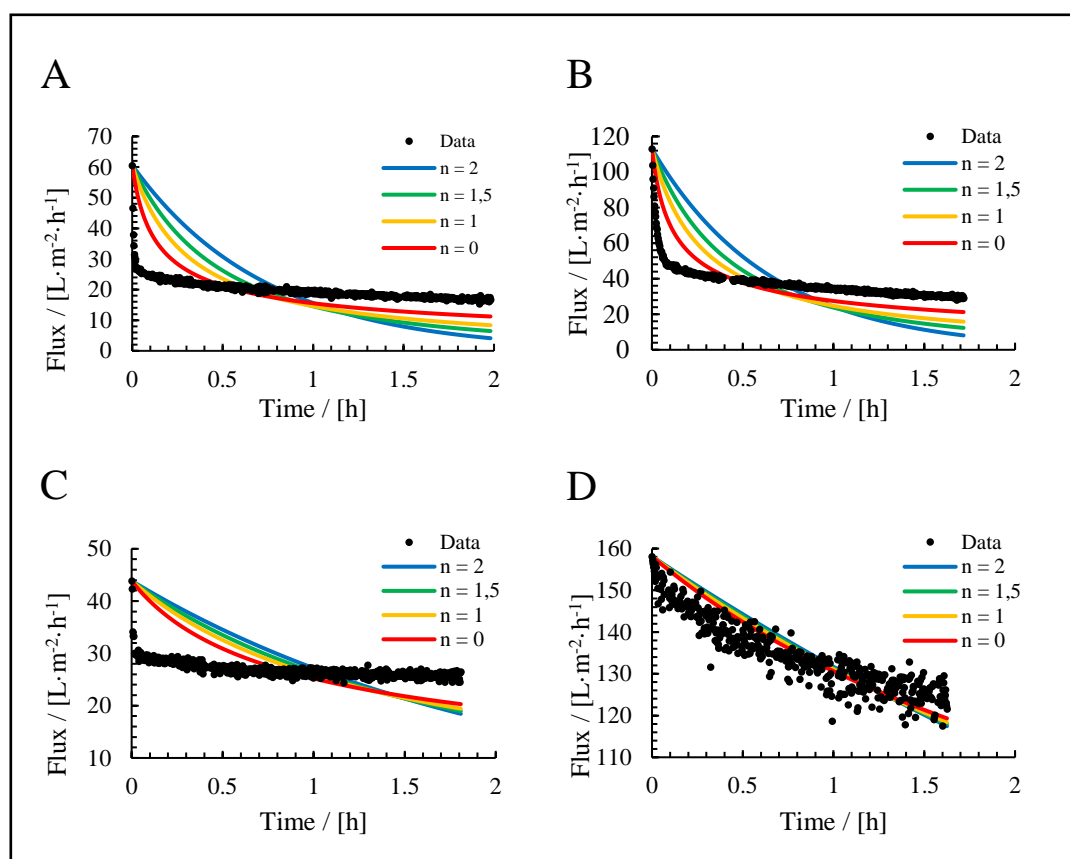 A
Flux / [L·m⁻²·h⁻¹]
70
60
50
40
30
20
10
0
0
0.5
1
1.5
2
Time / [h]
Data
n = 2
n = 1,5
n = 1
n = 0
B
Flux / [L·m⁻²·h⁻¹]
120
100
80
60
40
20
0
0
0.5
1
1.5
2
Time / [h]
Data
n = 2
n = 1,5
n = 1
n = 0
C
Flux / [L·m⁻²·h⁻¹]
50
40
30
20
10
0
0.5
1
1.5
2
Time / [h]
Data
n = 2
n = 1,5
n = 1
n = 0
D
Flux / [L·m⁻²·h⁻¹]
160
150
140
130
120
110
0
0.5
1
1.5
2
Time / [h]
Data
n = 2
n = 1,5
n = 1
n = 0